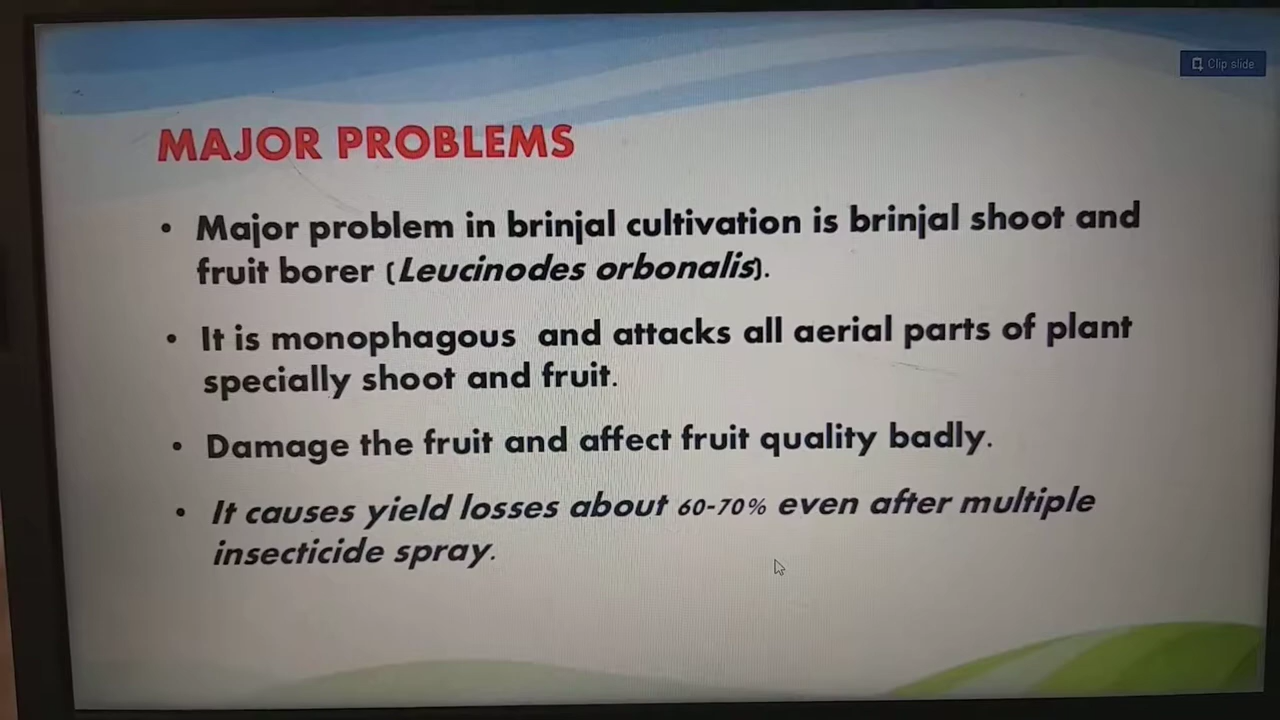 Clip slide
MAJOR PROBLEMS
• Major problem in brinjal cultivation is brinjal shoot and
fruit borer (Leucinodes orbonalis).
• It is monophagous and attacks all aerial parts of plant
specially shoot and fruit.
• Damage the fruit and affect fruit quality badly.
• It causes yield losses about 60-70% even after multiple
insecticide spray.